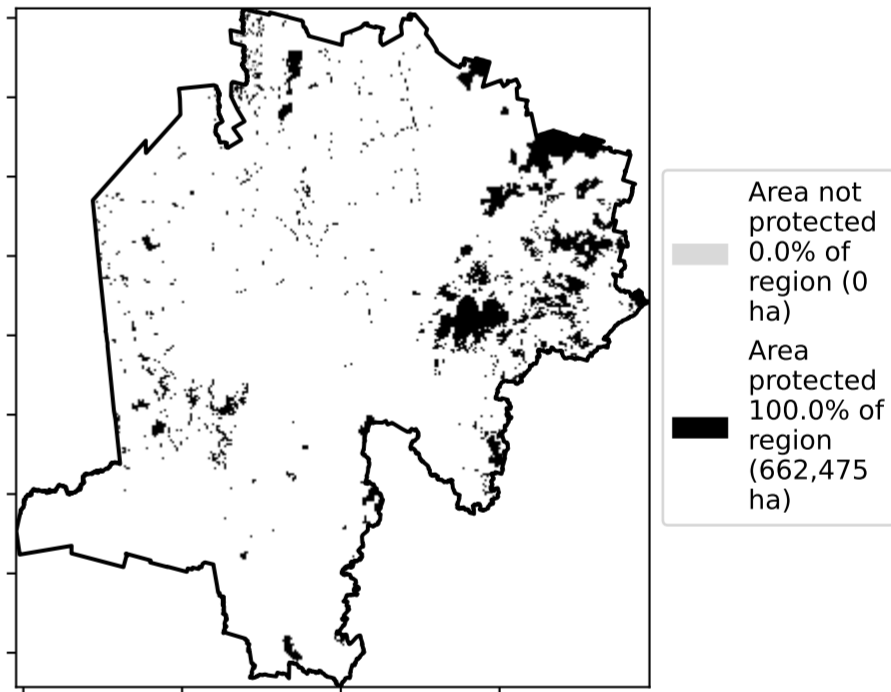 Area not
protected
0.0% of
region (0
ha)
Area
protected
100.0% of
region
(662,475
ha)